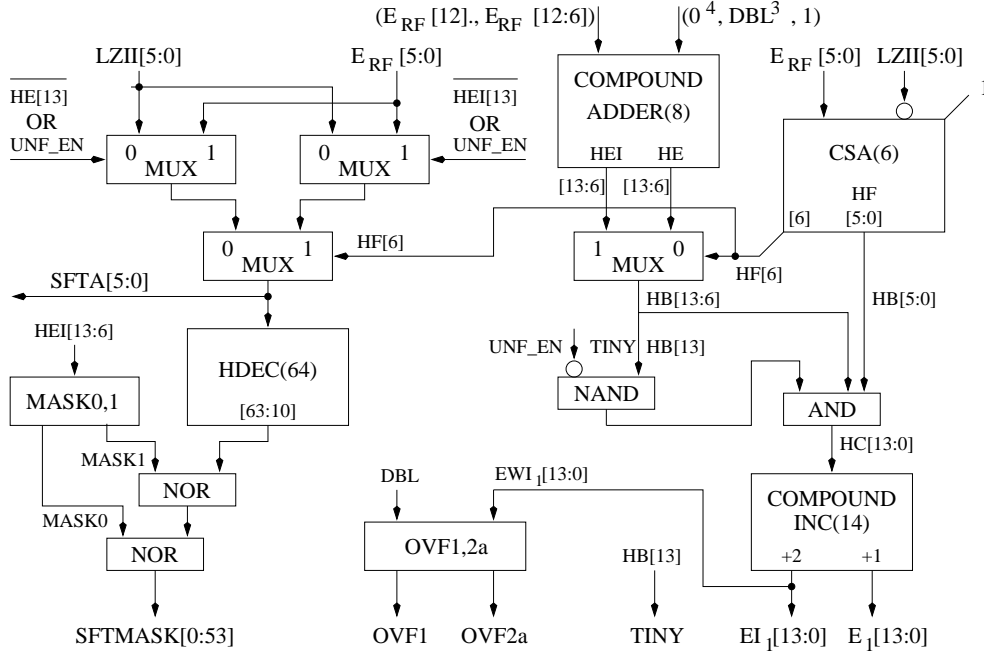 (E RF [12]., E RF [12:6])
(0^4, DBL^3, 1)
LZII[5:0]
E RF [5:0]
E RF [5:0]
LZII[5:0]
HE[13]
OR
UNF_EN
HEI[13]
OR
UNF_EN
COMPOUND
ADDER(8)
HEI HE
1
0 1
MUX
0 1
MUX
CSA(6)
HF
[6] [5:0]
[13:6] [13:6]
0 1
MUX
HF[6]
1 0
MUX
HF[6]
SFTA[5:0]
HB[13:6]
HB[5:0]
HEI[13:6]
HDEC(64)
[63:10]
UNF_EN
TINY
HB[13]
MASK0,1
NAND
AND
HC[13:0]
MASK1
NOR
DBL
EWI 1[13:0]
COMPOUND
INC(14)
+2 +1
MASK0
NOR
OVF1,2a
HB[13]
SFTMASK[0:53]
OVF1
OVF2a
TINY
EI 1[13:0]
E 1[13:0]